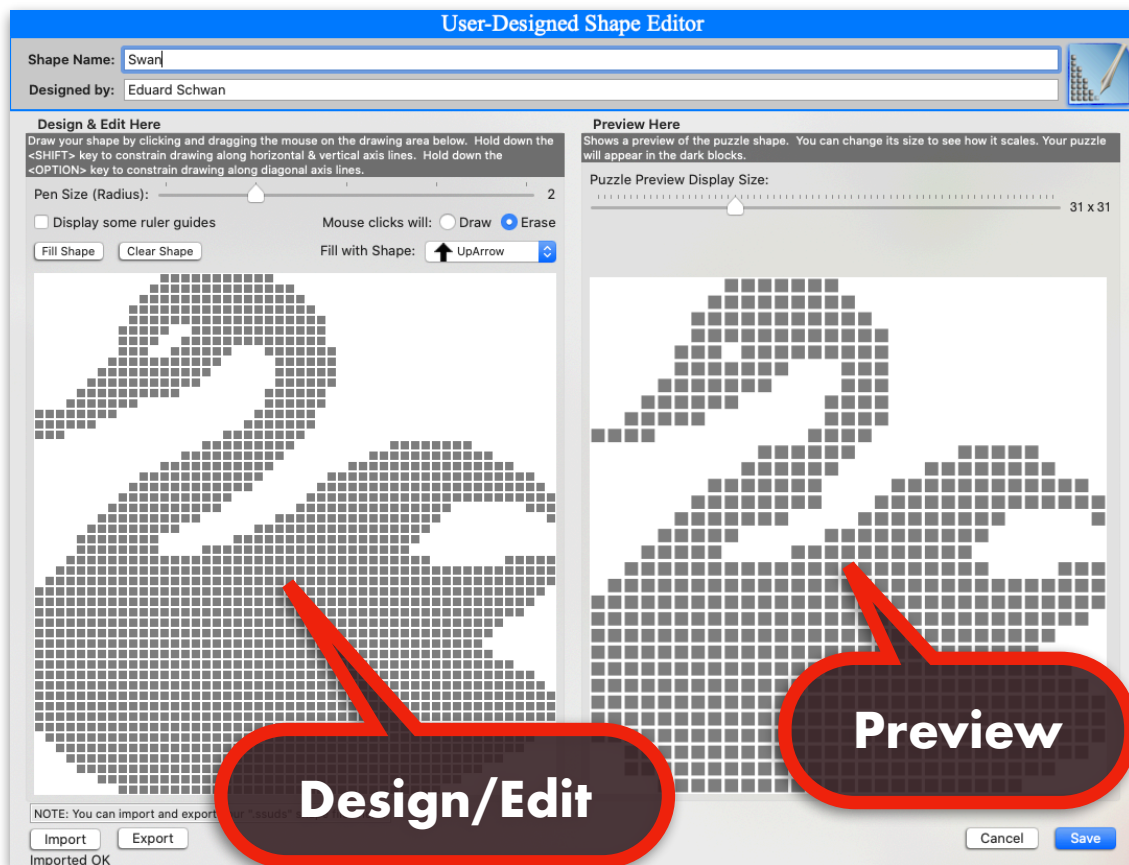 User-Designed Shape Editor
Shape Name: Swan
Designed by: Eduard Schwan
Design & Edit Here
Draw your shape by clicking and dragging the mouse on the drawing area below. Hold down the
<SHIFT> key to constrain drawing along horizontal & vertical axis lines. Hold down the
<OPTION> key to constrain drawing along diagonal axis lines.
Pen Size (Radius): 2
Display some ruler guides Mouse clicks will: Draw Erase
Fill Shape Clear Shape Fill with Shape: UpArrow
Preview Here
Shows a preview of the puzzle shape. You can change its size to see how it scales. Your puzzle
will appear in the dark blocks.
Puzzle Preview Display Size:
31 x 31
Design/Edit
Preview
NOTE: You can import and export your ".ssuds"
Import Export
Imported OK
Cancel Save